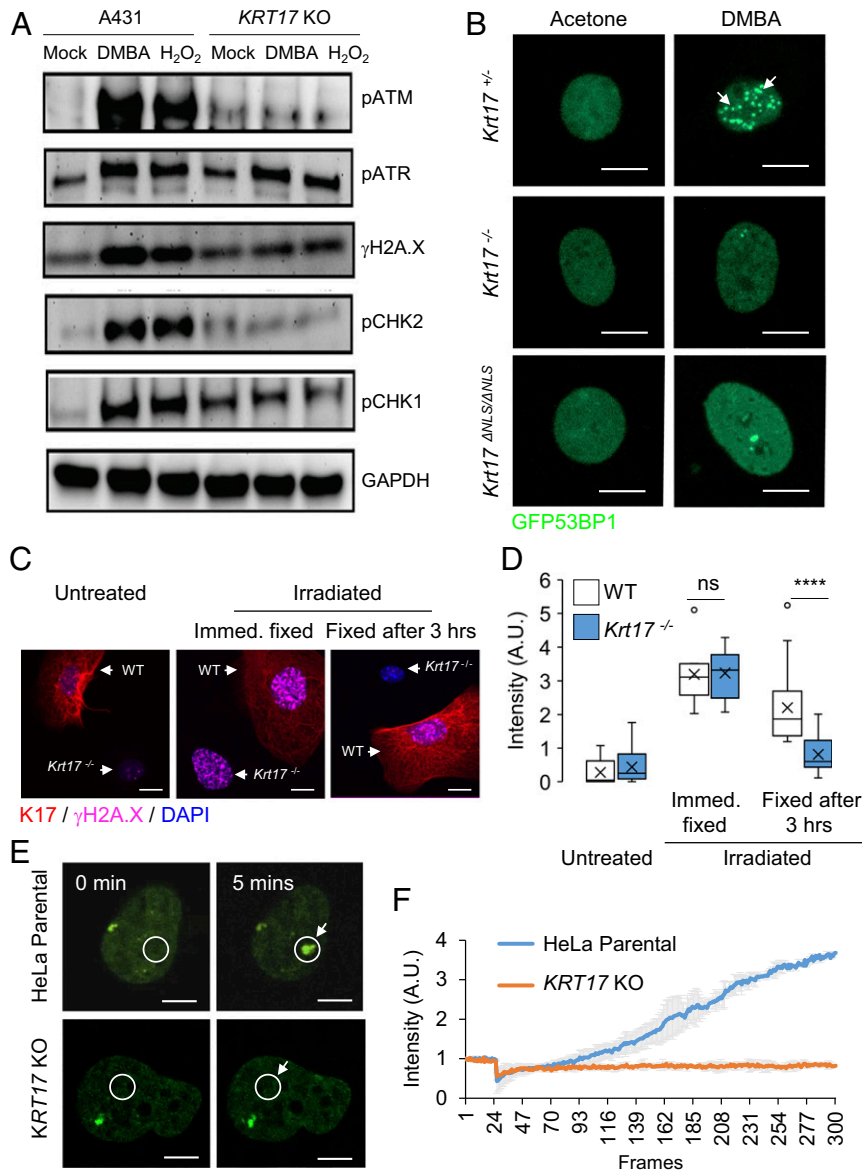 A
A431
KRT17 KO
Mock DMBA H₂O₂ Mock DMBA H₂O₂
pATM
pATR
γH2A.X
pCHK2
pCHK1
GAPDH
B
Acetone DMBA
Krt17 +/-
Krt17 -/-
Krt17 ΔNLS/ΔNLS
GFP53BP1
C
Untreated
Irradiated
Immed. fixed Fixed after 3 hrs
WT
Krt17 -/-
WT
Krt17 -/-
Krt17 -/-
WT
K17 / γH2A.X / DAPI
D
Intensity (A.U.)
6
5
4
3
2
1
0
WT
Krt17 -/-
ns
****
Immed.
fixed
Fixed after
3 hrs
Untreated
Irradiated
E
HeLa Parental
KRT17 KO
0 min
5 mins
F
Intensity (A.U.)
4
3
2
1
0
HeLa Parental
KRT17 KO
1 24 47 70 93 116 139 162 185 208 231 254 277 300
Frames